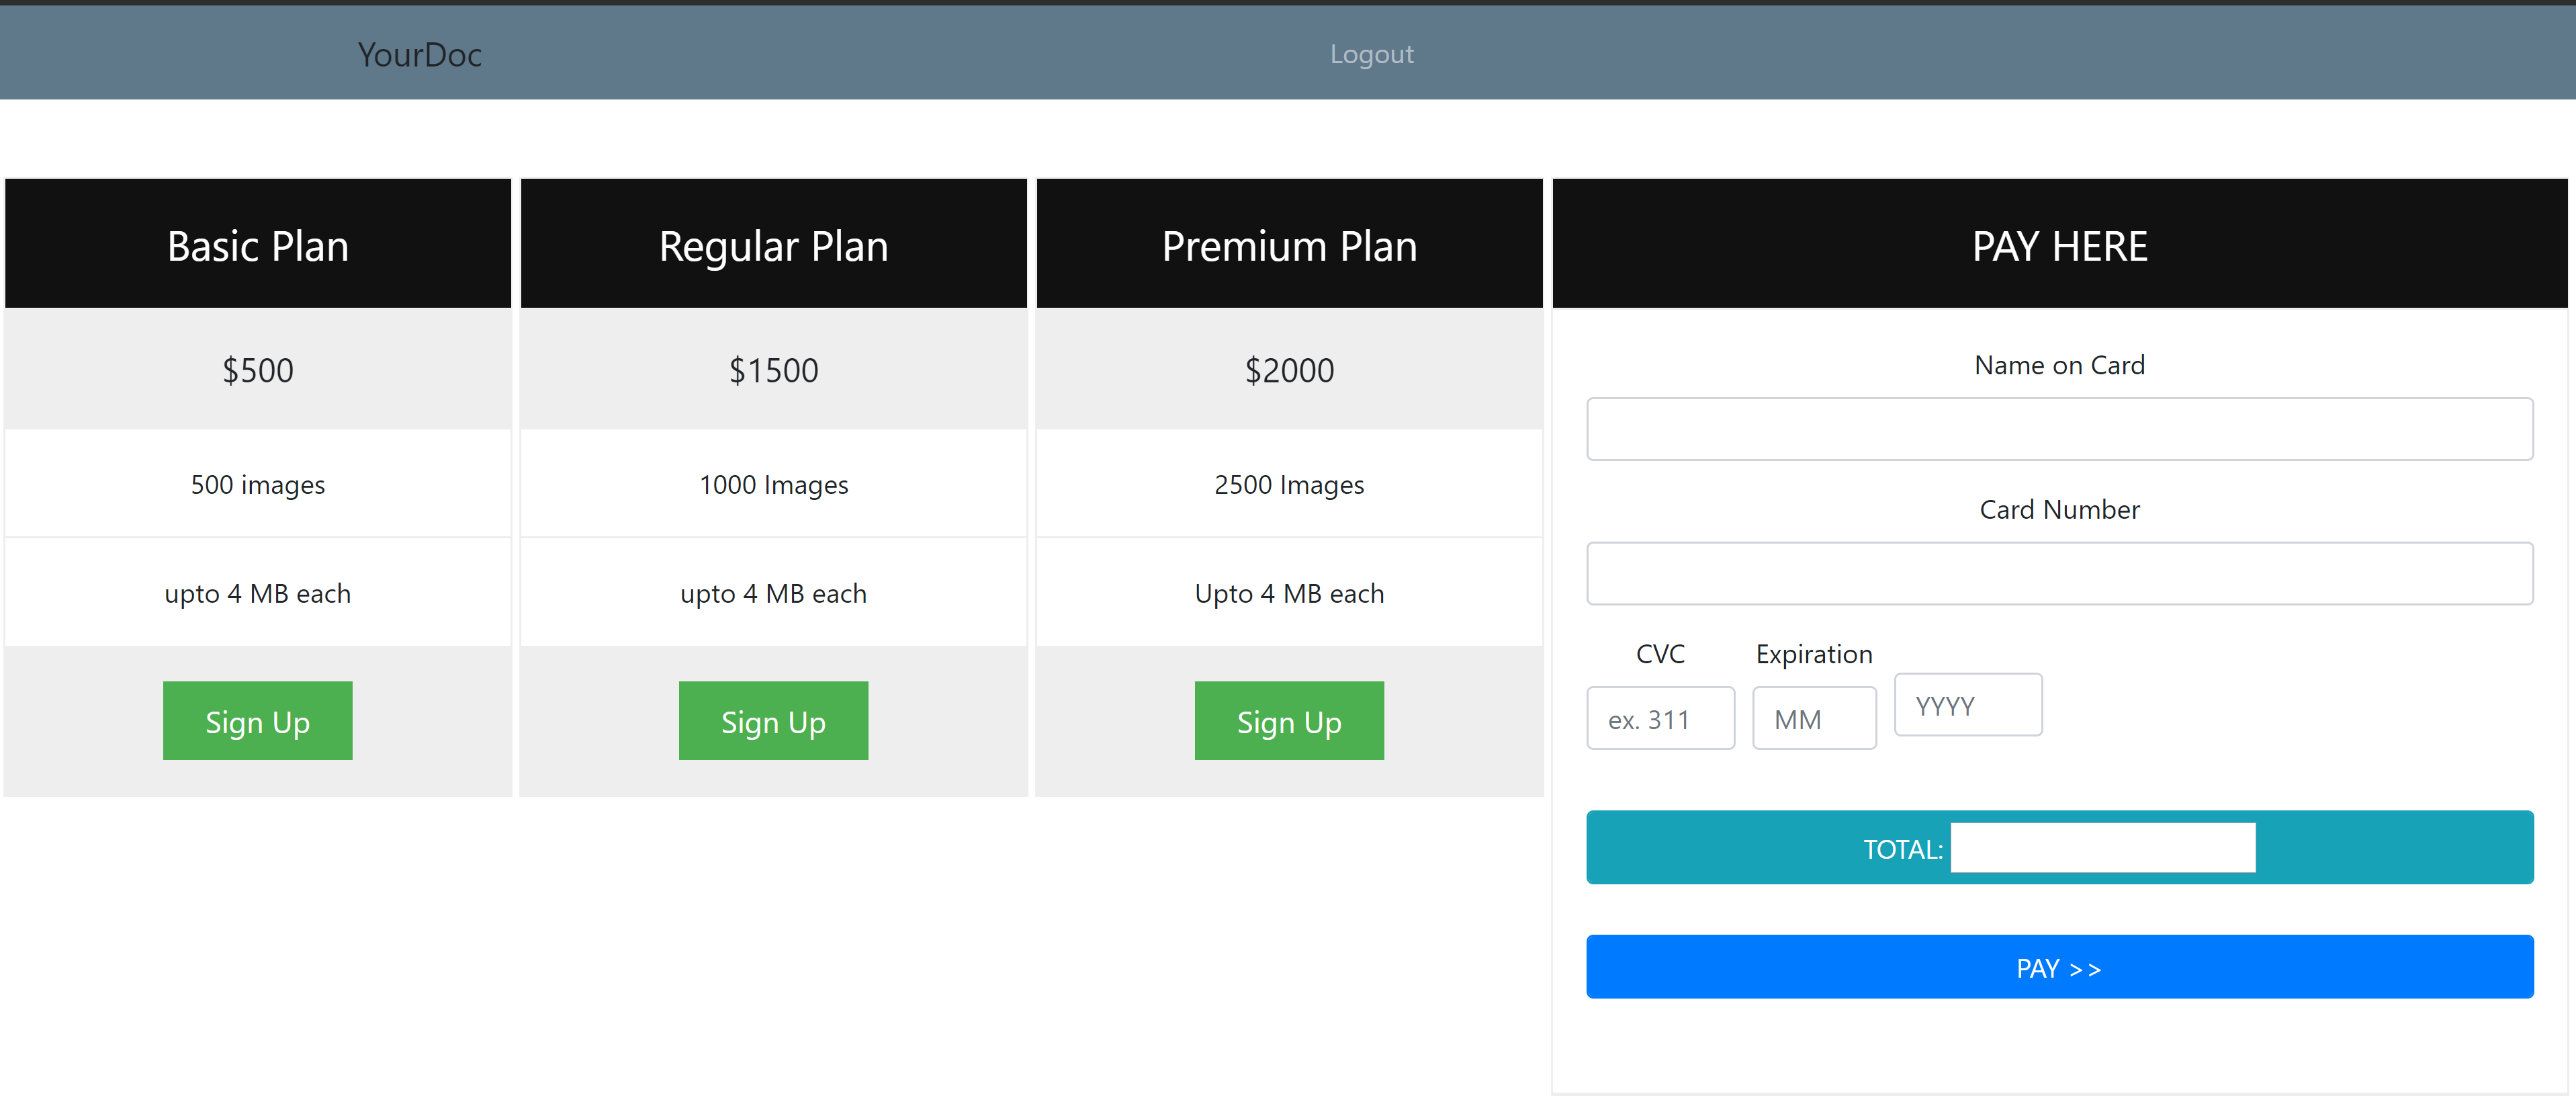 YourDoc
Logout
Basic Plan
$500
500 images
upto 4 MB each
Sign Up
Regular Plan
$1500
1000 Images
upto 4 MB each
Sign Up
Premium Plan
$2000
2500 Images
Upto 4 MB each
Sign Up
PAY HERE
Name on Card
Card Number
CVC Expiration
ex. 311 MM YYYY
TOTAL:
PAY >>